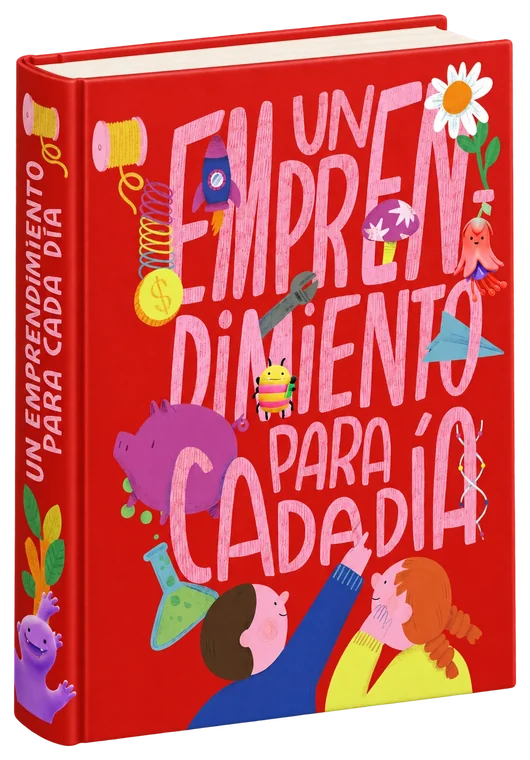 UN EMPRENDIMIENTO
PARA CADA DÍA
UN
EMPREN
DIMIENTO
PARA
CADA DÍA
$